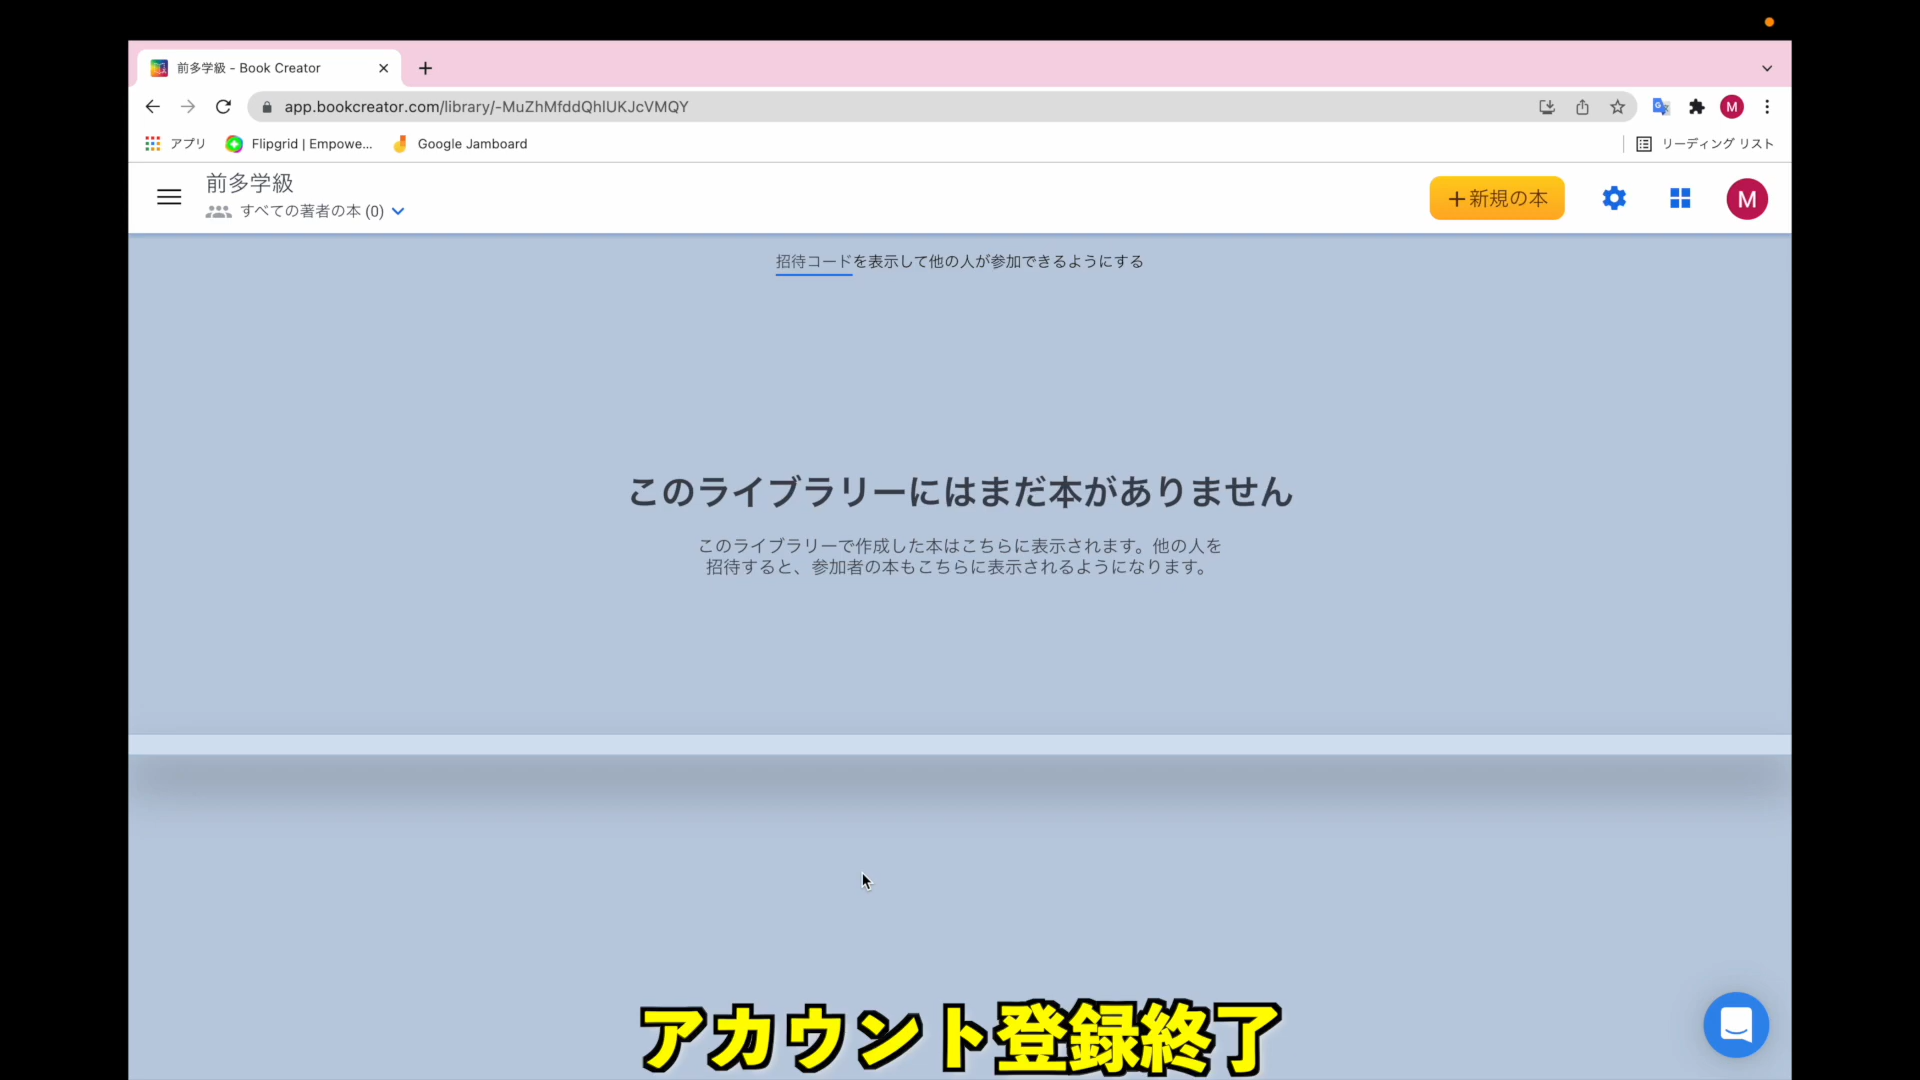 前多学級 - Book Creator
app.bookcreator.com/library/-MuZhMfddQhlUKJcVMQY
M
アプリ
Flipgrid | Empowe...
Google Jamboard
リーディング リスト
前多学級
すべての著者の本 (0)
+新規の本
M
招待コードを表示して他の人が参加できるようにする
このライブラリーにはまだ本がありません
このライブラリーで作成した本はこちらに表示されます。他の人を
招待すると、参加者の本もこちらに表示されるようになります。
アカウント登録終了